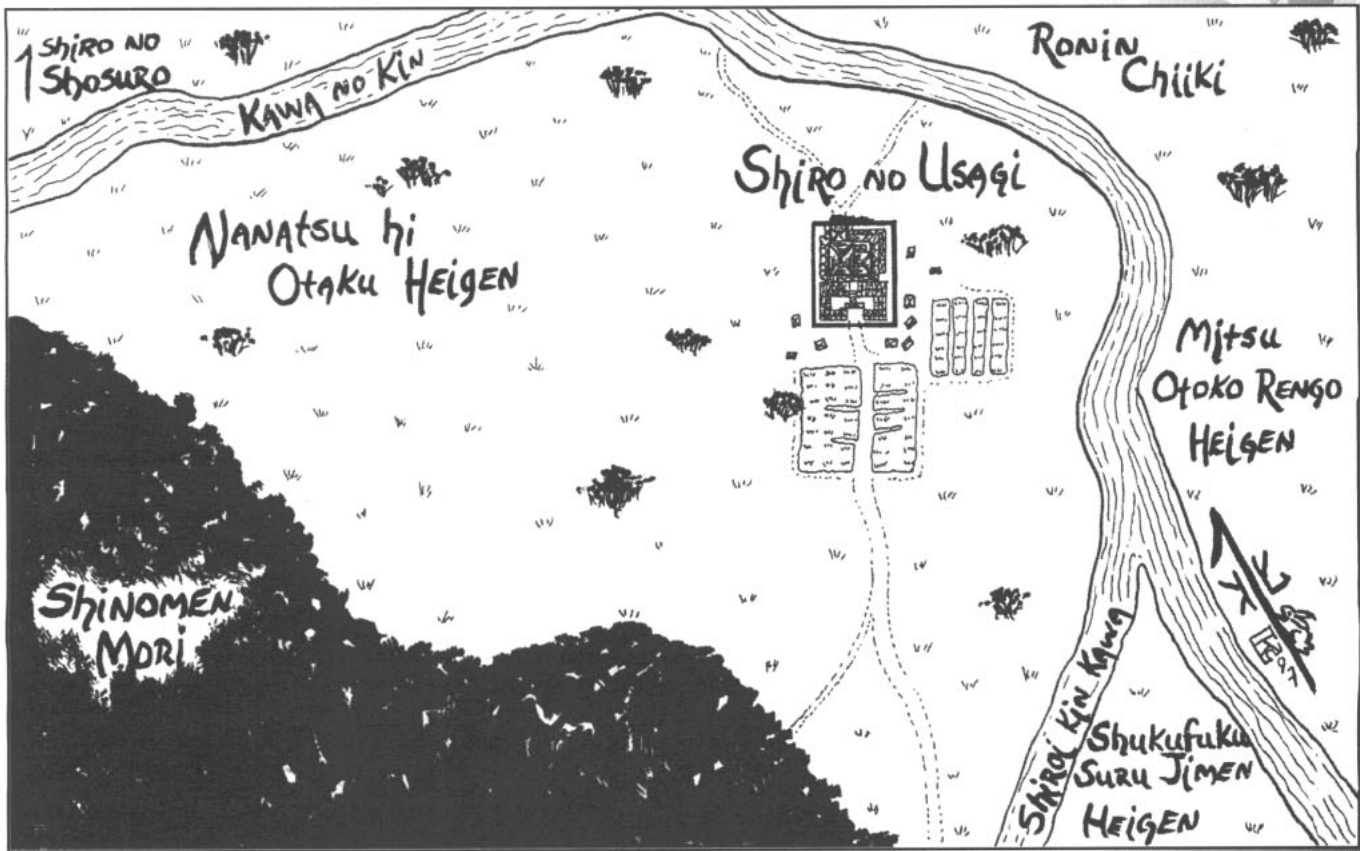 Shiro no
Shosuro
Kawa no Kin
Ronin
Chiiki
Shiro no Usagi
Nanatsu hi
Otaku Heigen
Mitsu
Otoko Rengo
Heigen
Shinomen
Mori
Shiroi Kin Kawa
Shukufuku
Suru Jimen
Heigen